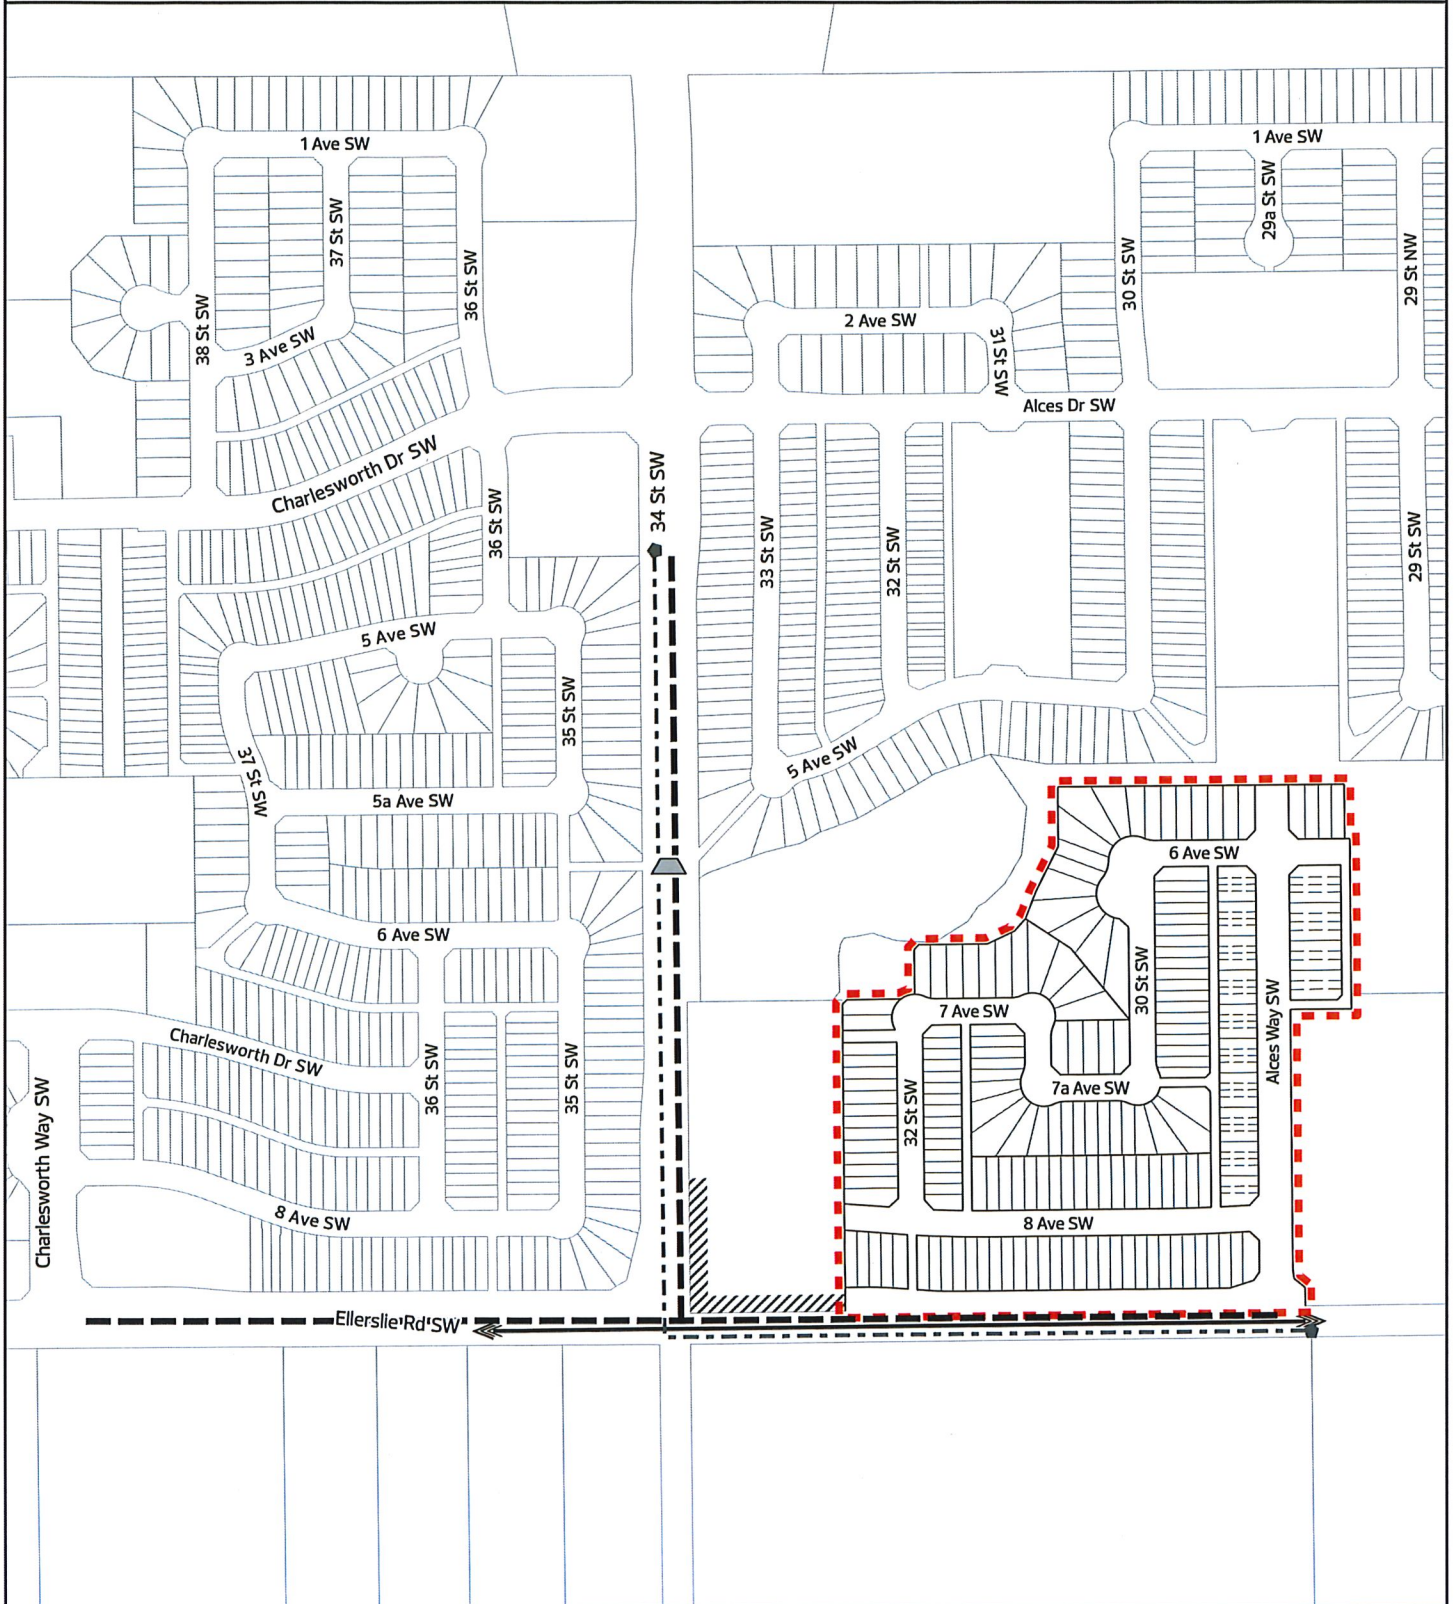 1 Ave SW
1 Ave SW
29a St SW
37 St SW
36 St SW
30 St SW
29 St NW
38 St SW
3 Ave SW
2 Ave SW
31 St SW
Alces Dr SW
Charlesworth Dr SW
34 St SW
36 St SW
33 St SW
32 St SW
29 St SW
5 Ave SW
35 St SW
37 St SW
5 Ave SW
5a Ave SW
6 Ave SW
6 Ave SW
30 St SW
7 Ave SW
Alces Way SW
Charlesworth Dr SW
36 St SW
35 St SW
7a Ave SW
32 St SW
Charlesworth Way SW
8 Ave SW
8 Ave SW
Ellerslie Rd SW